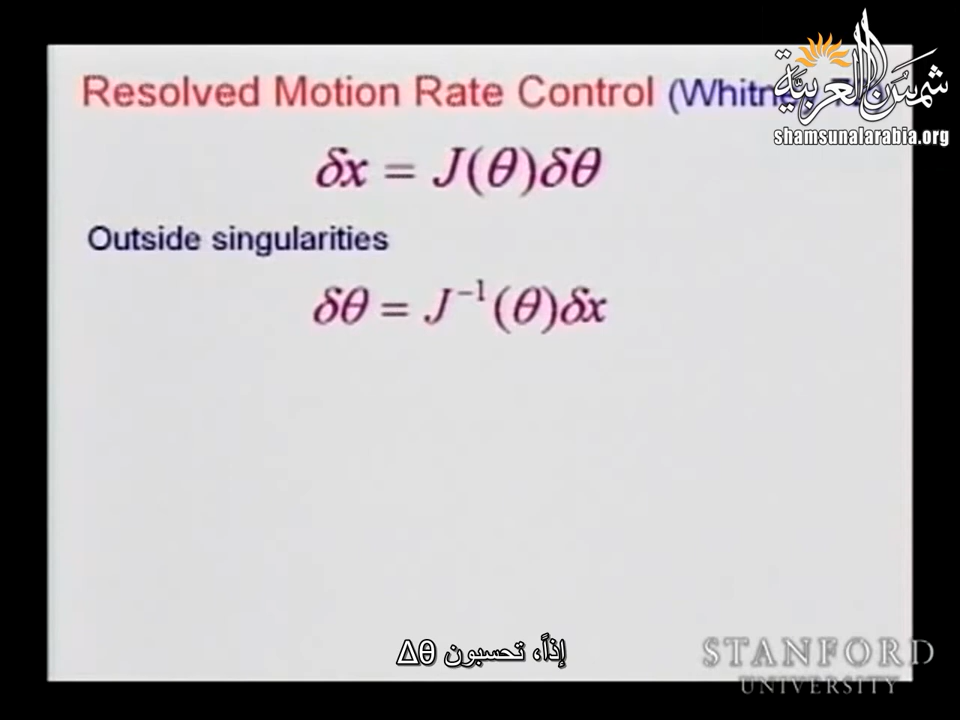 Resolved Motion Rate Control (Whitne
شمس العربية
shamsunalarabia.org
δx = J(θ)δθ
Outside singularities
δθ = J⁻¹(θ)δx
إذاً، تحسبون Δθ
STANFORD
UNIVERSITY